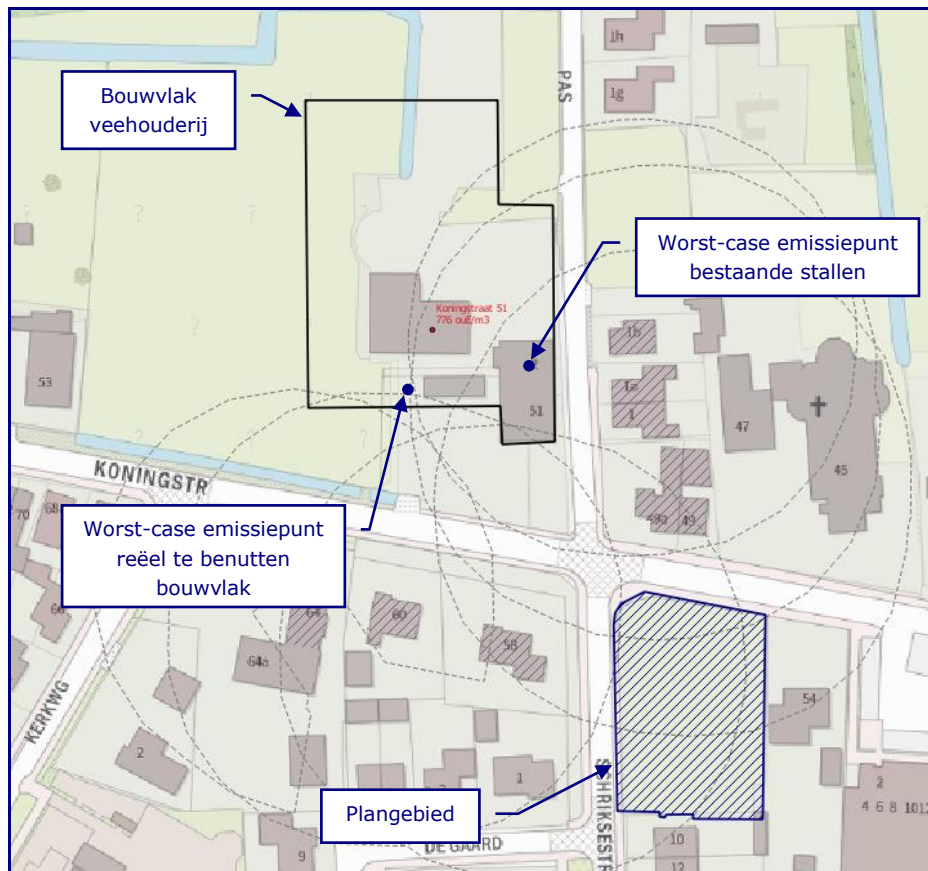 1h
PAS
Bouwvlak
veehouderij
1g
Worst-case emissiepunt
bestaande stallen
Koningstraat 51
776 ouE/m3
1b
53
1a
1
51
47
45
KONINGSTR
70
68
49
Worst-case emissiepunt
reëel te benutten
bouwvlak
66
64
60
58
64a
54
KERKWG
2
1
2
4 6 8 1012
Plangebied
SCHRIKSESTR
DE GAARD
9
10
12